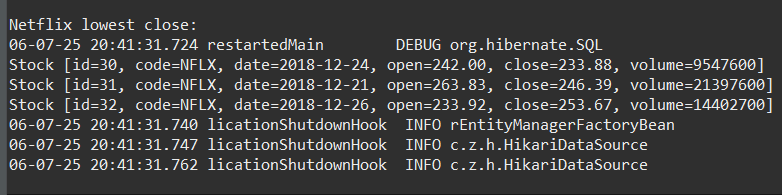 Netflix lowest close:
06-07-25 20:41:31.724 restartedMain        DEBUG org.hibernate.SQL
Stock [id=30, code=NFLX, date=2018-12-24, open=242.00, close=233.88, volume=9547600]
Stock [id=31, code=NFLX, date=2018-12-21, open=263.83, close=246.39, volume=21397600]
Stock [id=32, code=NFLX, date=2018-12-26, open=233.92, close=253.67, volume=14402700]
06-07-25 20:41:31.740 licationShutdownHook  INFO rEntityManagerFactoryBean
06-07-25 20:41:31.747 licationShutdownHook  INFO c.z.h.HikariDataSource
06-07-25 20:41:31.762 licationShutdownHook  INFO c.z.h.HikariDataSource